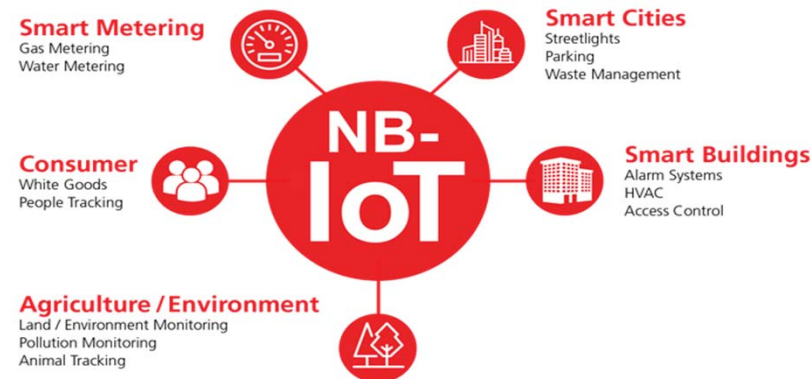 Smart Metering
Gas Metering
Water Metering
Smart Cities
Streetlights
Parking
Waste Management
NB-
IoT
Consumer
White Goods
People Tracking
Smart Buildings
Alarm Systems
HVAC
Access Control
Agriculture / Environment
Land / Environment Monitoring
Pollution Monitoring
Animal Tracking